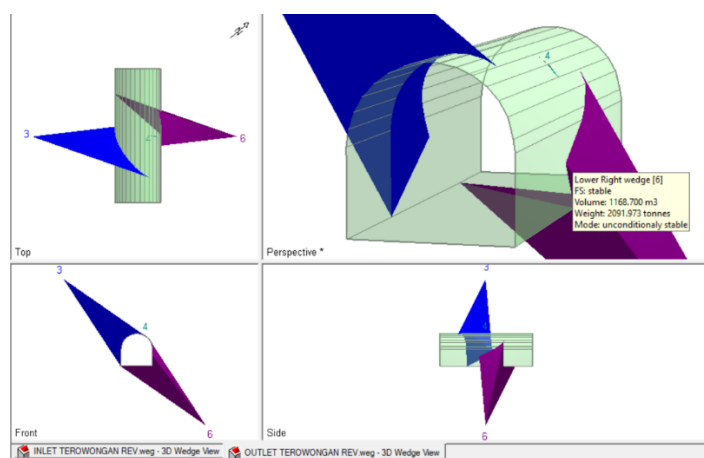 3
6
4
Top
4
Lower Right wedge [6]
FS: stable
Volume: 1168.700 m3
Weight: 2091.973 tonnes
Mode: unconditionaly stable
Perspective *
3
4
6
Front
3
4
6
Side
INLET TEROWONGAN REV.weg - 3D Wedge View
OUTLET TEROWONGAN REV.weg - 3D Wedge View